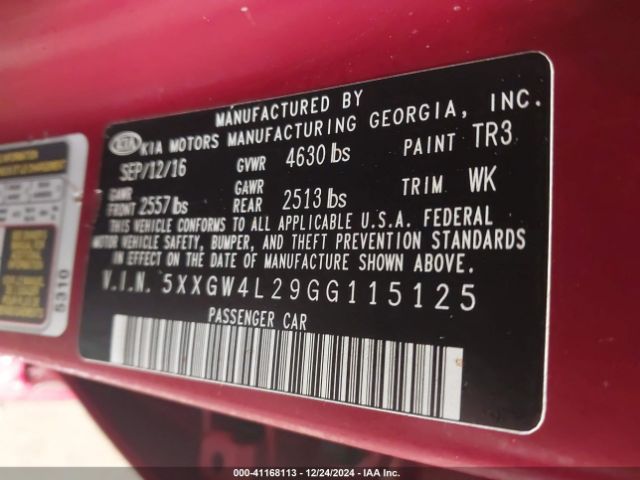 MANUFACTURED BY
KIA KIA MOTORS MANUFACTURING GEORGIA, INC.
SEP/12/16 GVWR 4630 lbs PAINT TR3
GAWR FRONT 2557 lbs GAWR REAR 2513 lbs TRIM WK
THIS VEHICLE CONFORMS TO ALL APPLICABLE U.S.A. FEDERAL
MOTOR VEHICLE SAFETY, BUMPER, AND THEFT PREVENTION STANDARDS
IN EFFECT ON THE DATE OF MANUFACTURE SHOWN ABOVE.
V.I.N. 5XXGW4L29GG115125
PASSENGER CAR
5310
000-41168113 - 12/24/2024 - IAA Inc.